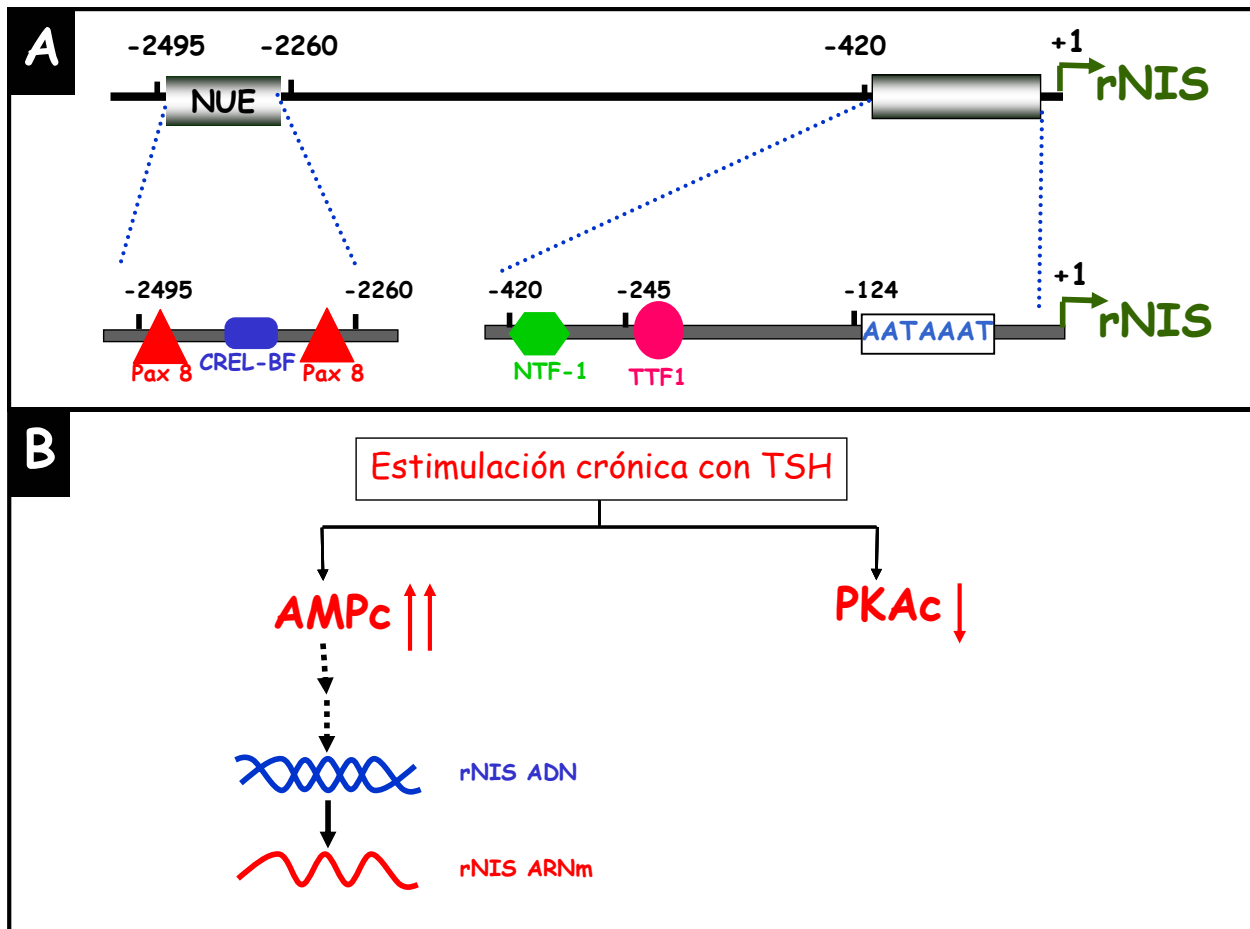 A
-2495
-2260
-420
+1
NUE
rNIS
-2495
-2260
-420
-245
-124
+1
AATAAAT
rNIS
Pax 8
CREL-BF
Pax 8
NTF-1
TTF1
B
Estimulación crónica con TSH
AMPc
PKAc
rNIS ADN
rNIS ARNm